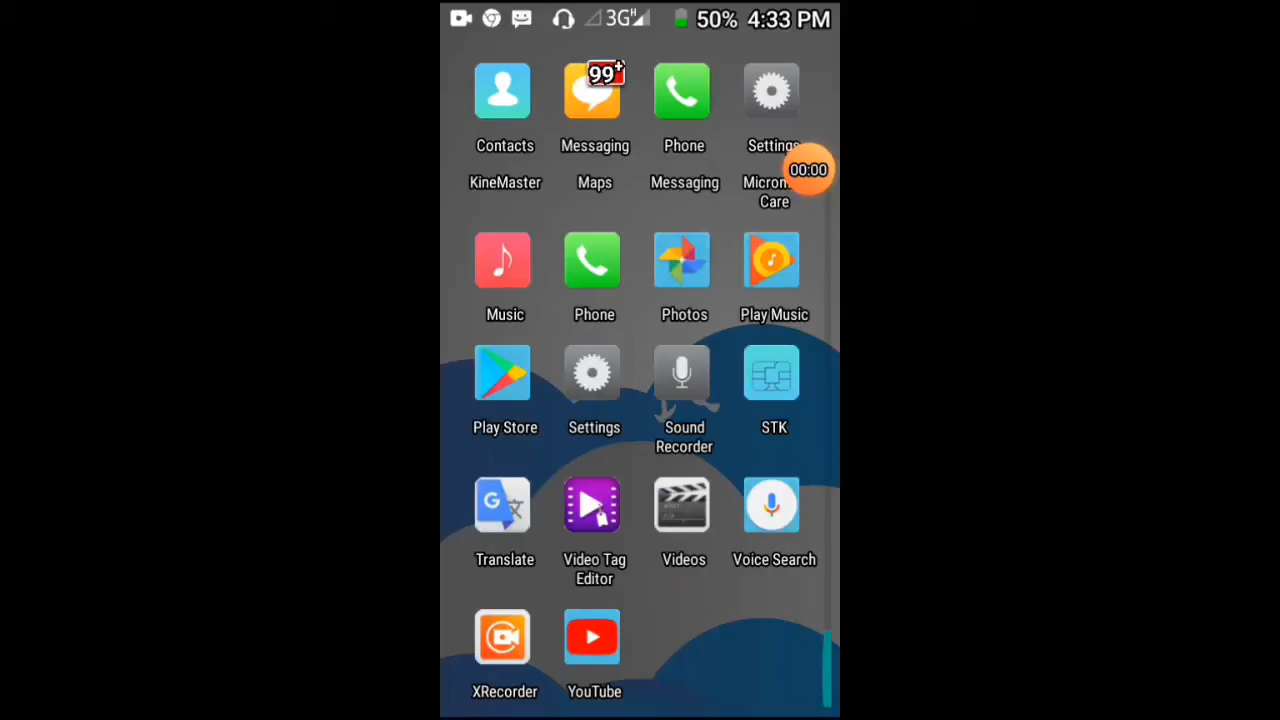 3G H 50% 4:33 PM
99+
Contacts Messaging Phone Settings
00:00
KineMaster Maps Messaging Microm
Care
Music Phone Photos Play Music
Play Store Settings Sound STK
Recorder
G
Translate Video Tag Videos Voice Search
Editor
XRecorder YouTube